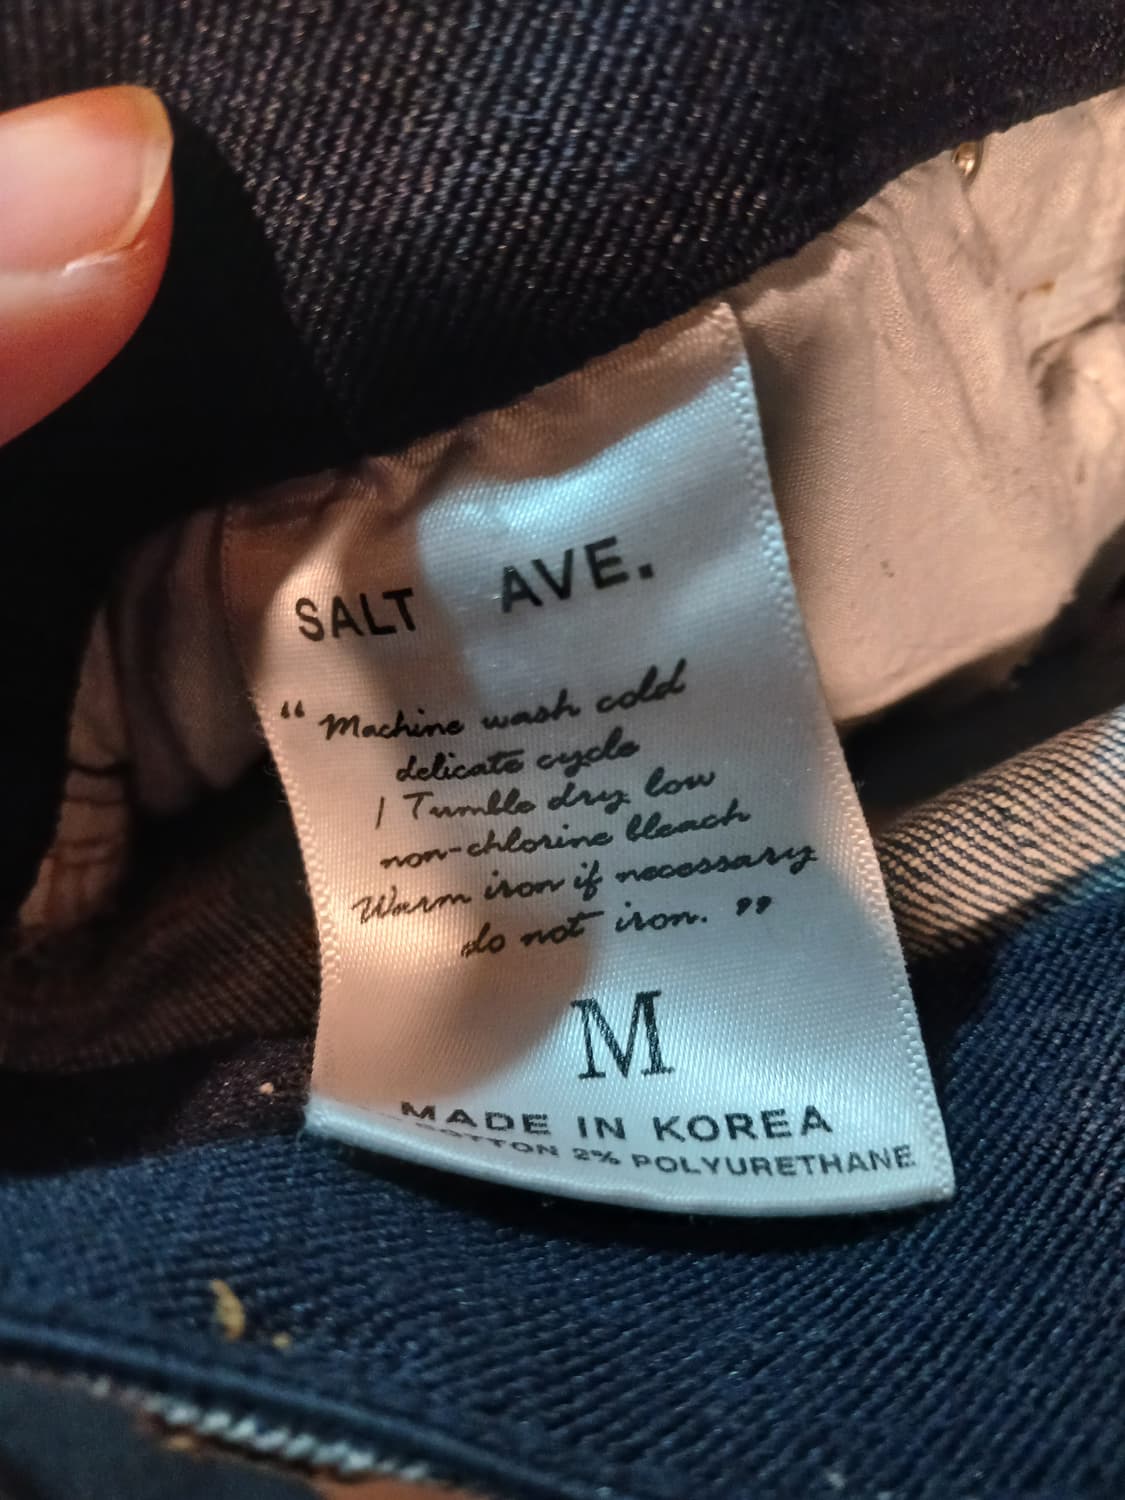 SALT AVE.
“ Machine wash cold
delicate cycle
/ Tumble dry low
non-chlorine bleach
Warm iron if necessary
do not iron. ”
M
MADE IN KOREA
COTTON 2% POLYURETHANE